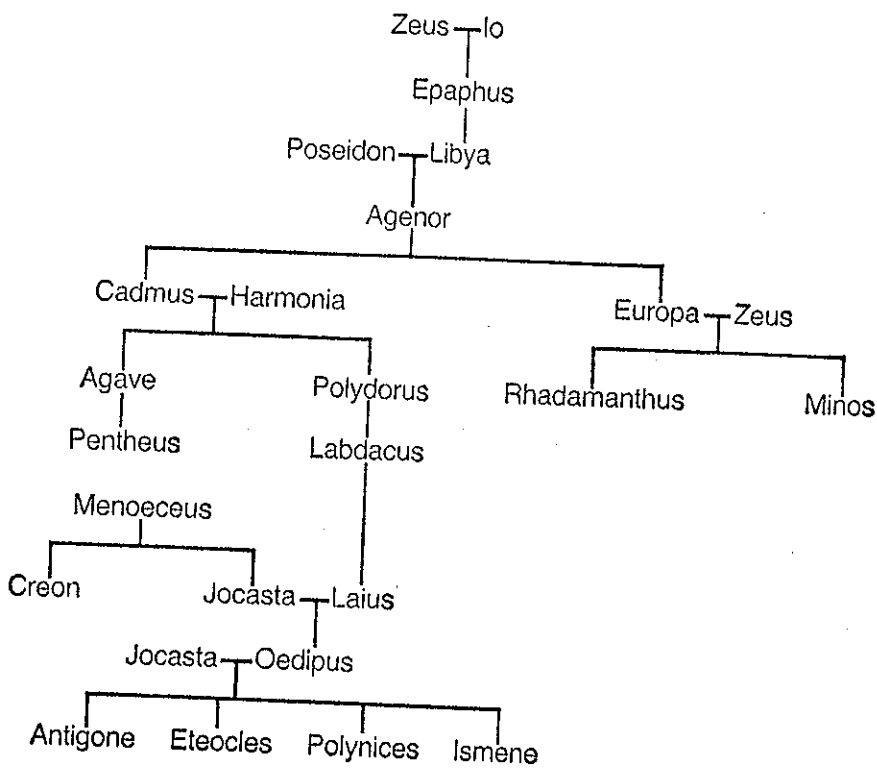 Zeus Io
Epaphus
Poseidon Libya
Agenor
Cadmus Harmonia
Europa Zeus
Agave Polydorus
Rhadamanthus Minos
Pentheus Labdacus
Menoeceus
Creon Jocasta Laius
Jocasta Oedipus
Antigone Eteocles Polynices Ismene